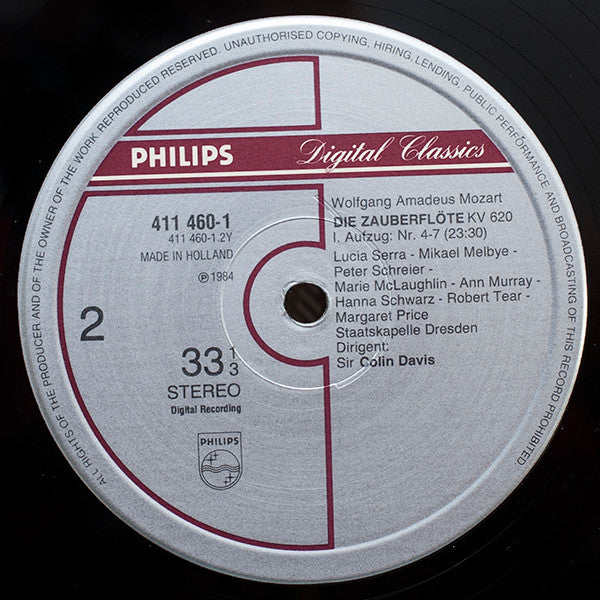 ALL RIGHTS OF THE PRODUCER AND OF THE OWNER OF THE WORK REPRODUCED RESERVED. UNAUTHORISED COPYING, HIRING, LENDING, PUBLIC PERFORMANCE AND BROADCASTING OF THIS RECORD PROHIBITED.
PHILIPS Digital Classics
411 460-1
411 460-1.2Y
MADE IN HOLLAND
℗ 1984
2
33 1/3
STEREO
Digital Recording
PHILIPS
Wolfgang Amadeus Mozart
DIE ZAUBERFLÖTE KV 620
I. Aufzug: Nr. 4-7 (23:30)
Lucia Serra - Mikael Melbye -
Peter Schreier -
Marie McLaughlin - Ann Murray -
Hanna Schwarz - Robert Tear -
Margaret Price
Staatskapelle Dresden
Dirigent:
Sir Colin Davis